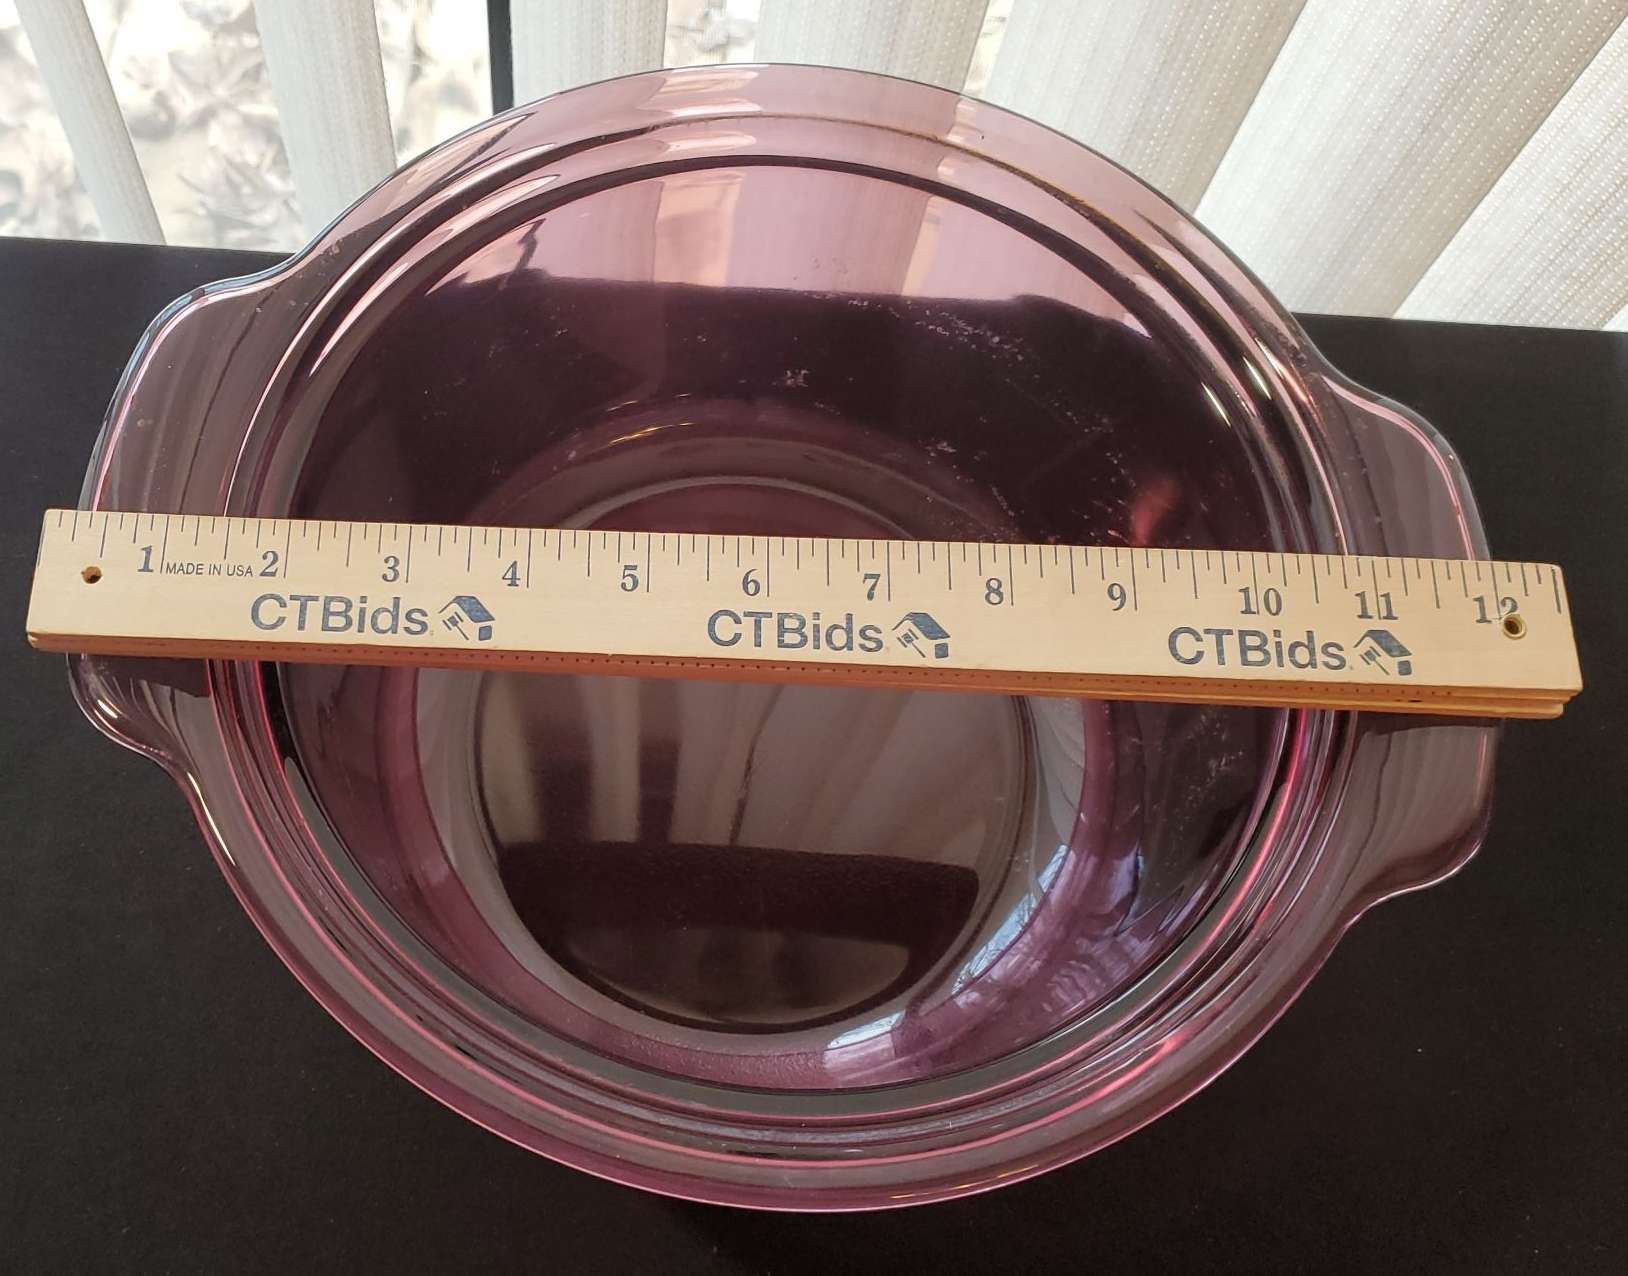 1 MADE IN USA 2 3 4 5 6 7 8 9 10 11 12
CTBids CTBids CTBids